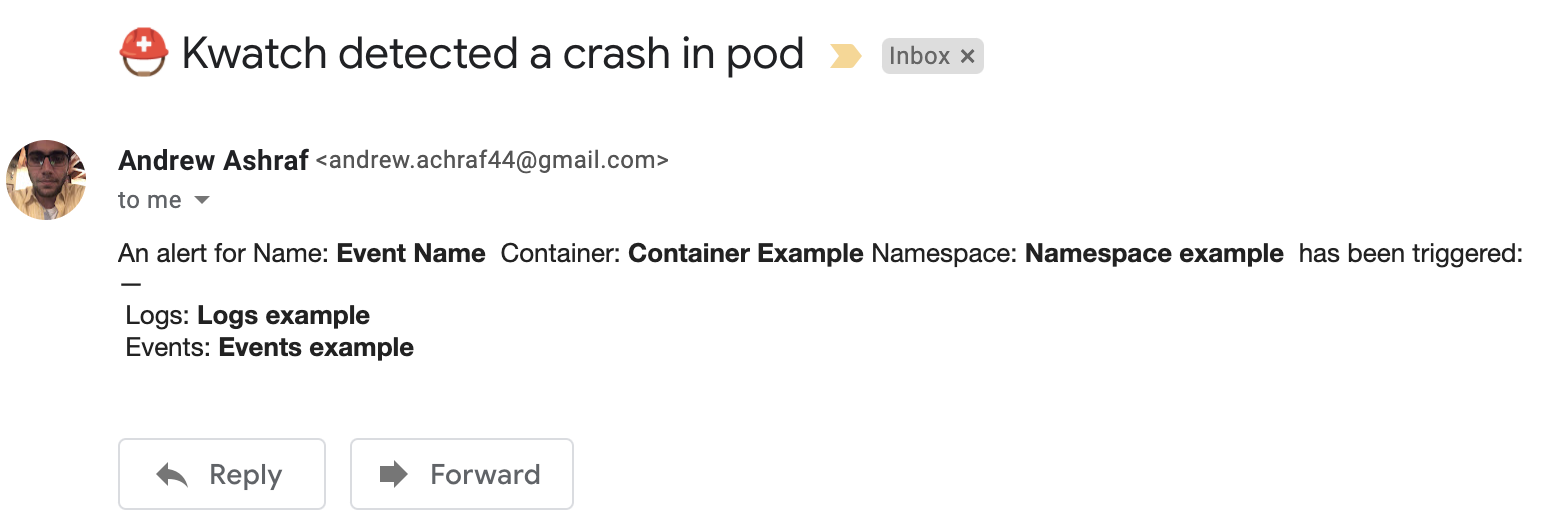 ⛑ Kwatch detected a crash in pod Inbox ×
Andrew Ashraf <andrew.achraf44@gmail.com>
to me
An alert for Name: Event Name Container: Container Example Namespace: Namespace example has been triggered:
—
Logs: Logs example
Events: Events example
Reply Forward